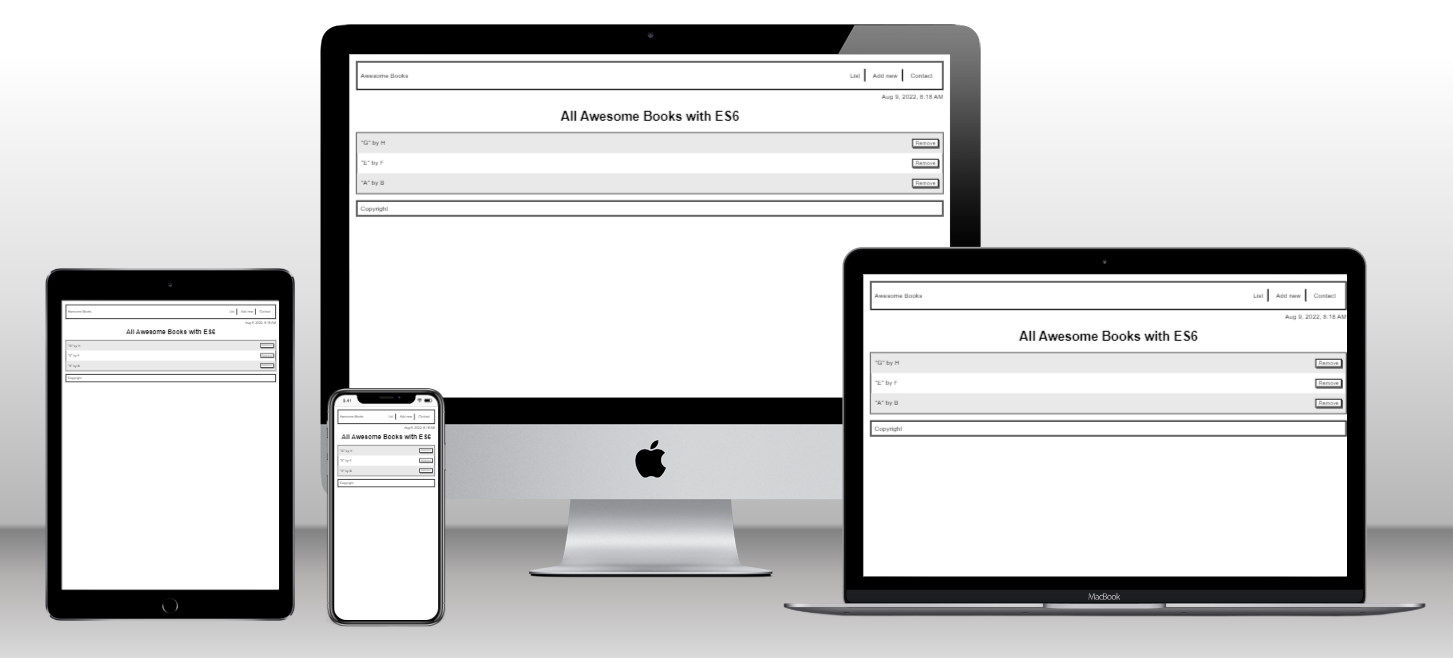 Awesome Books
List
Add new
Contact
Aug 9, 2022, 8:18 AM
All Awesome Books with ES6
"G" by H
Remove
"E" by F
Remove
"A" by B
Remove
Copyright
Awesome Books
List
Add new
Contact
Aug 9, 2022, 8:18 AM
All Awesome Books with ES6
"G" by H
Remove
"E" by F
Remove
"A" by B
Remove
Copyright
MacBook
Awesome Books
List
Add new
Contact
Aug 9, 2022, 8:18 AM
All Awesome Books with ES6
"G" by H
"E" by F
"A" by B
Copyright
9:41
Awesome Books
List
Add new
Contact
Aug 9, 2022, 8:18 AM
All Awesome Books with ES6
"G" by H
"E" by F
"A" by B
Copyright